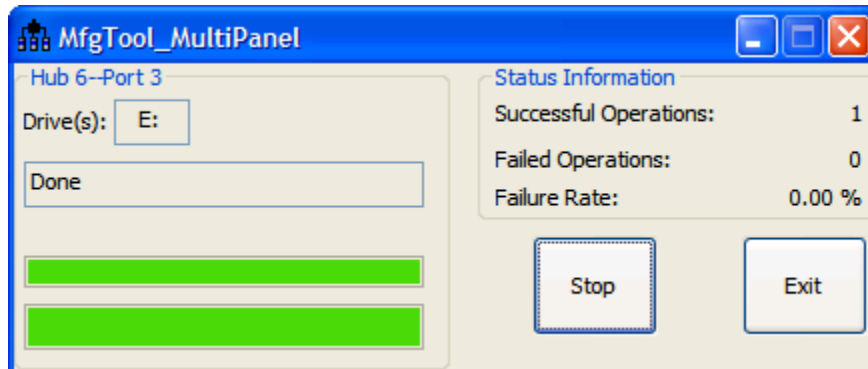 MfgTool_MultiPanel
Hub 6--Port 3
Drive(s): E:
Done
Status Information
Successful Operations: 1
Failed Operations: 0
Failure Rate: 0.00 %
Stop
Exit